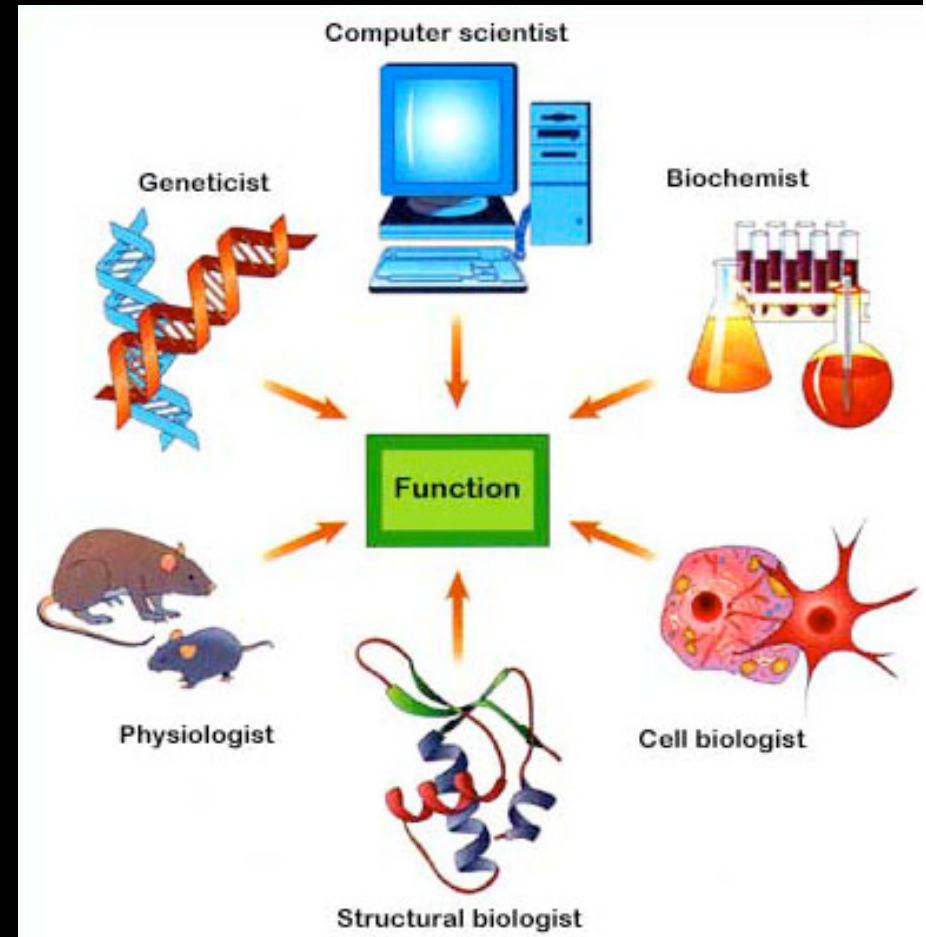 Computer scientist
Geneticist
Biochemist
Function
Physiologist
Cell biologist
Structural biologist